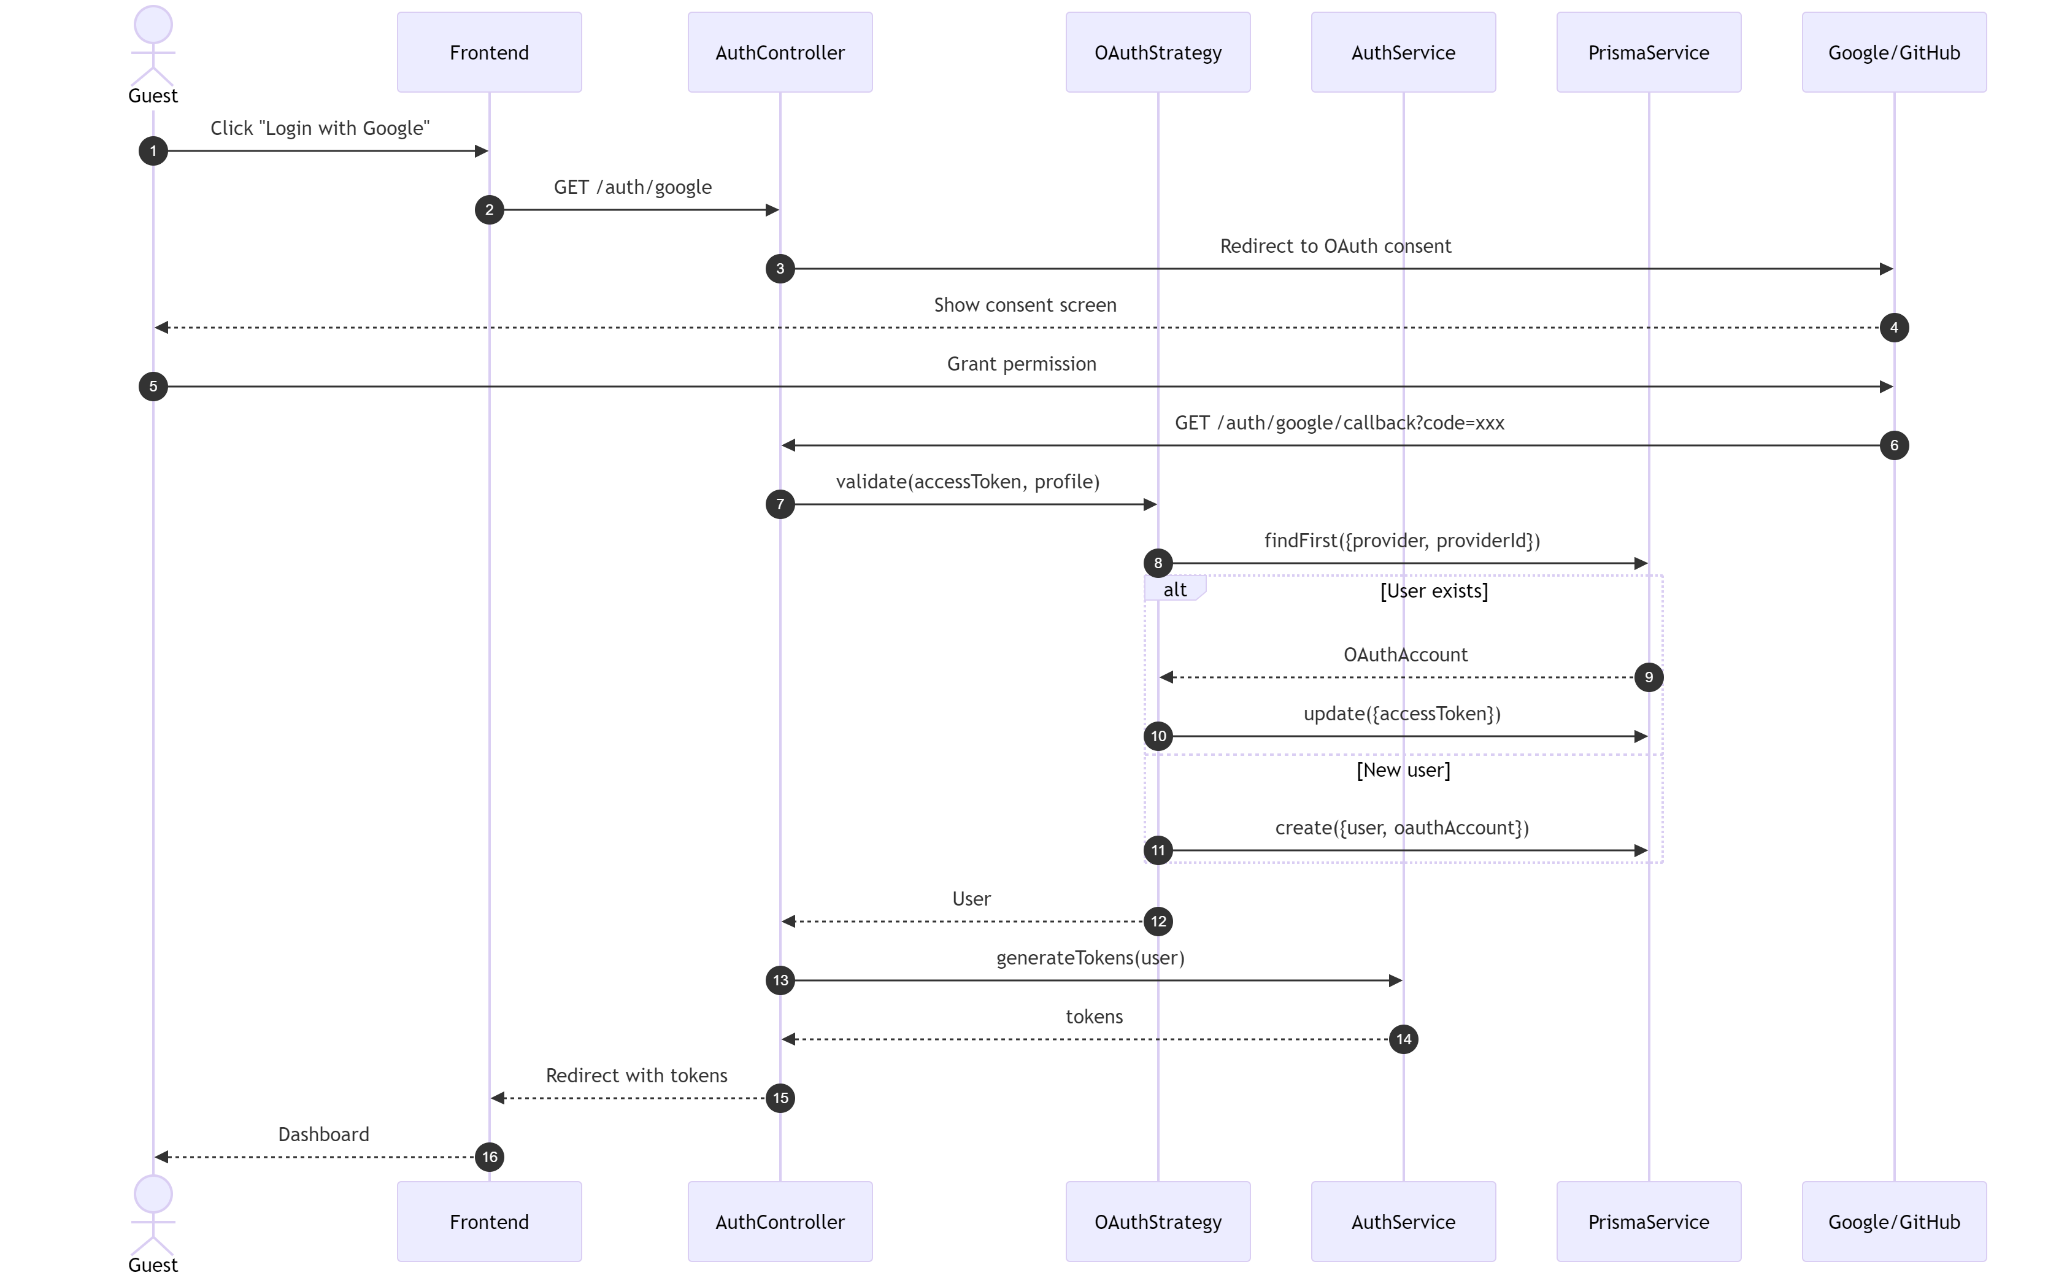 Guest
Frontend
AuthController
OAuthStrategy
AuthService
PrismaService
Google/GitHub
Click "Login with Google"
1
GET /auth/google
2
Redirect to OAuth consent
3
Show consent screen
4
Grant permission
5
GET /auth/google/callback?code=xxx
6
validate(accessToken, profile)
7
findFirst({provider, providerId})
8
alt
[User exists]
OAuthAccount
9
update({accessToken})
10
[New user]
create({user, oauthAccount})
11
User
12
generateTokens(user)
13
tokens
14
Redirect with tokens
15
Dashboard
16
Guest
Frontend
AuthController
OAuthStrategy
AuthService
PrismaService
Google/GitHub